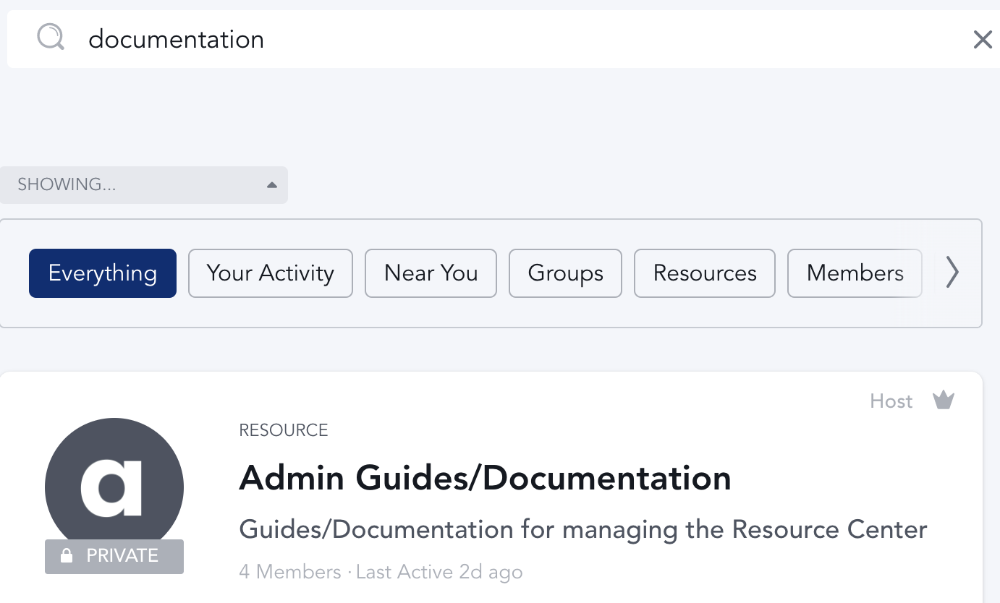 documentation
SHOWING...
Everything Your Activity Near You Groups Resources Members
Host
RESOURCE
a
Admin Guides/Documentation
Guides/Documentation for managing the Resource Center
PRIVATE
4 Members · Last Active 2d ago